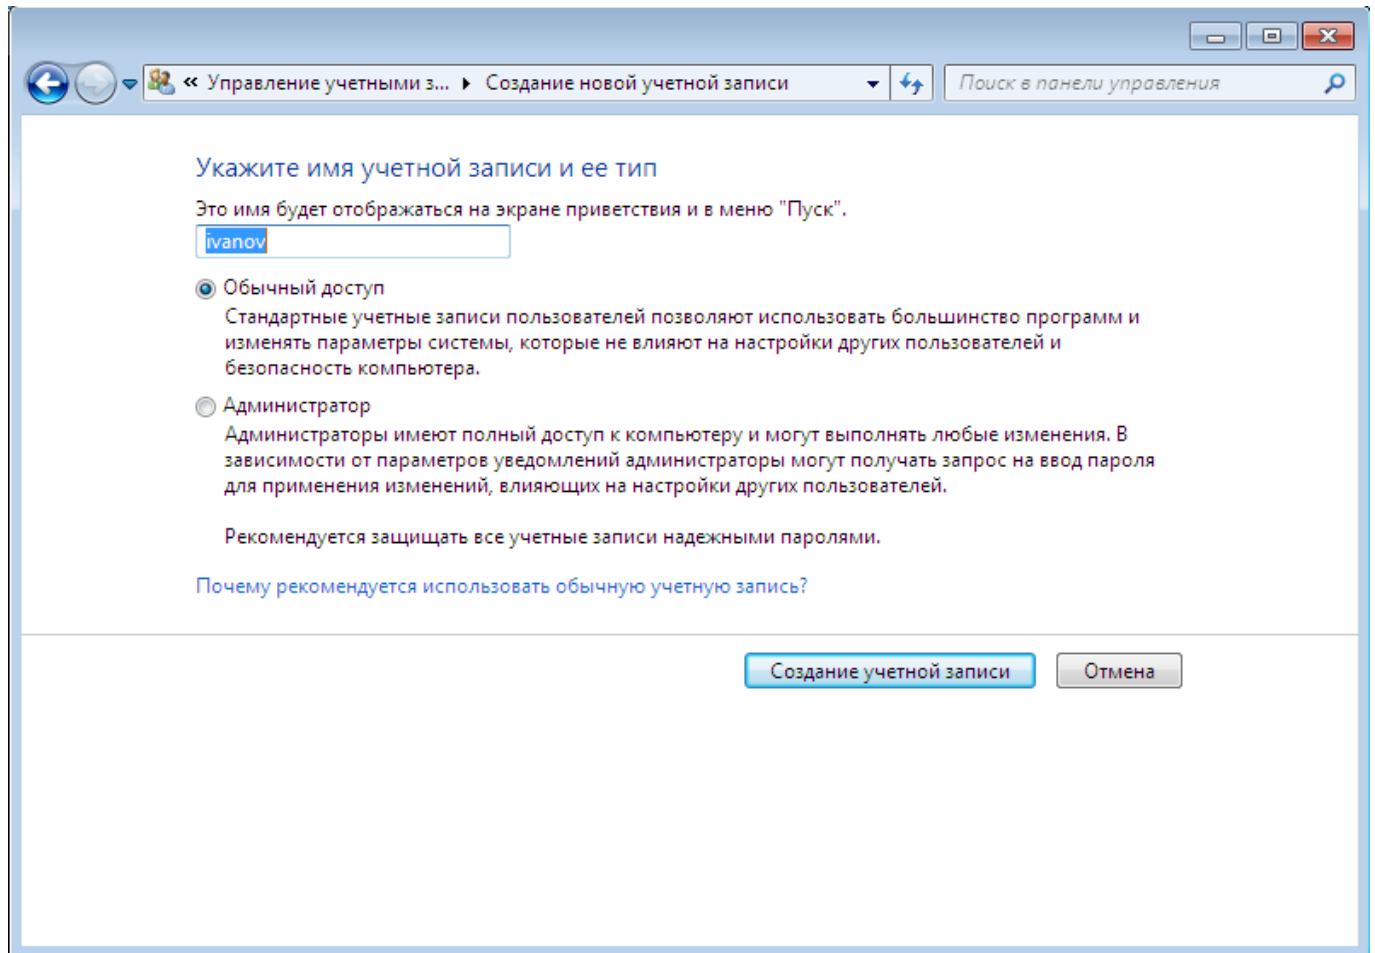 « Управление учетными з... Создание новой учетной записи
Поиск в панели управления
Укажите имя учетной записи и ее тип
Это имя будет отображаться на экране приветствия и в меню "Пуск".
ivanov
Обычный доступ
Стандартные учетные записи пользователей позволяют использовать большинство программ и
изменять параметры системы, которые не влияют на настройки других пользователей и
безопасность компьютера.
Администратор
Администраторы имеют полный доступ к компьютеру и могут выполнять любые изменения. В
зависимости от параметров уведомлений администраторы могут получать запрос на ввод пароля
для применения изменений, влияющих на настройки других пользователей.
Рекомендуется защищать все учетные записи надежными паролями.
Почему рекомендуется использовать обычную учетную запись?
Создание учетной записи
Отмена